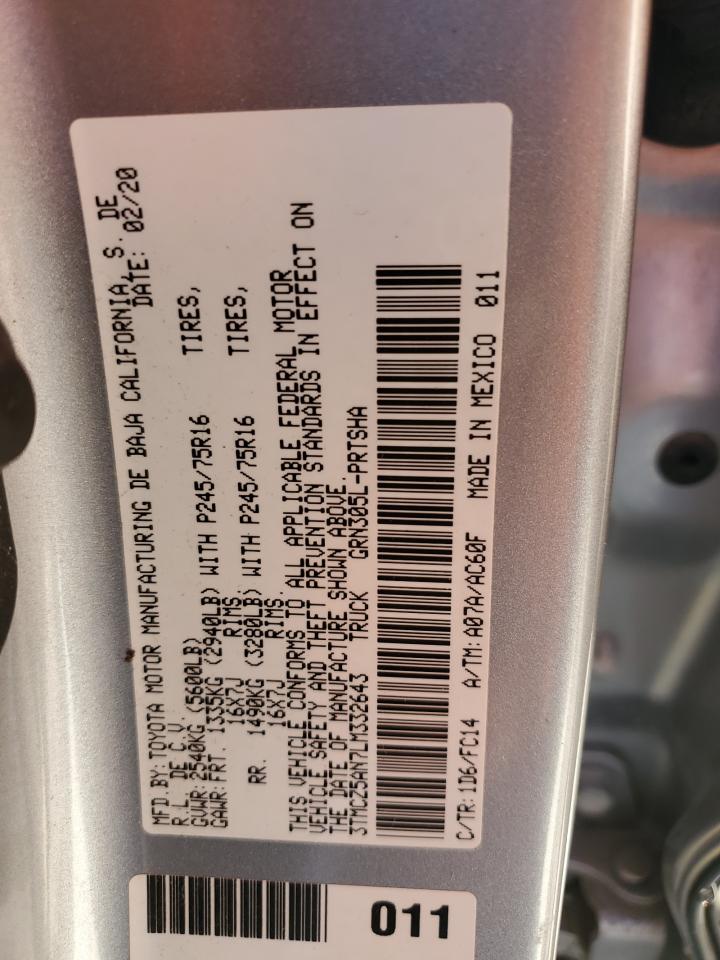 MFD.BY:TOYOTA MOTOR MANUFACTURING DE BAJA CALIFORNIA, S. DE
R.L. DE C.V. DATE: 02/20
GVWR:2540KG (5600LB)
GAWR:FRT. 1335KG (2940LB) WITH P245/75R16 TIRES,
16X7J RIMS.
RR. 1490KG (3280LB) WITH P245/75R16 TIRES,
16X7J RIMS.
THIS VEHICLE CONFORMS TO ALL APPLICABLE FEDERAL MOTOR
VEHICLE SAFETY AND THEFT PREVENTION STANDARDS IN EFFECT ON
THE DATE OF MANUFACTURE SHOWN ABOVE.
3TMCZ5AN7LM332643 TRUCK GRN305L-PRTSHA
C/TR:1D6/FC14 A/TM:A07A/AC60F MADE IN MEXICO 011
011